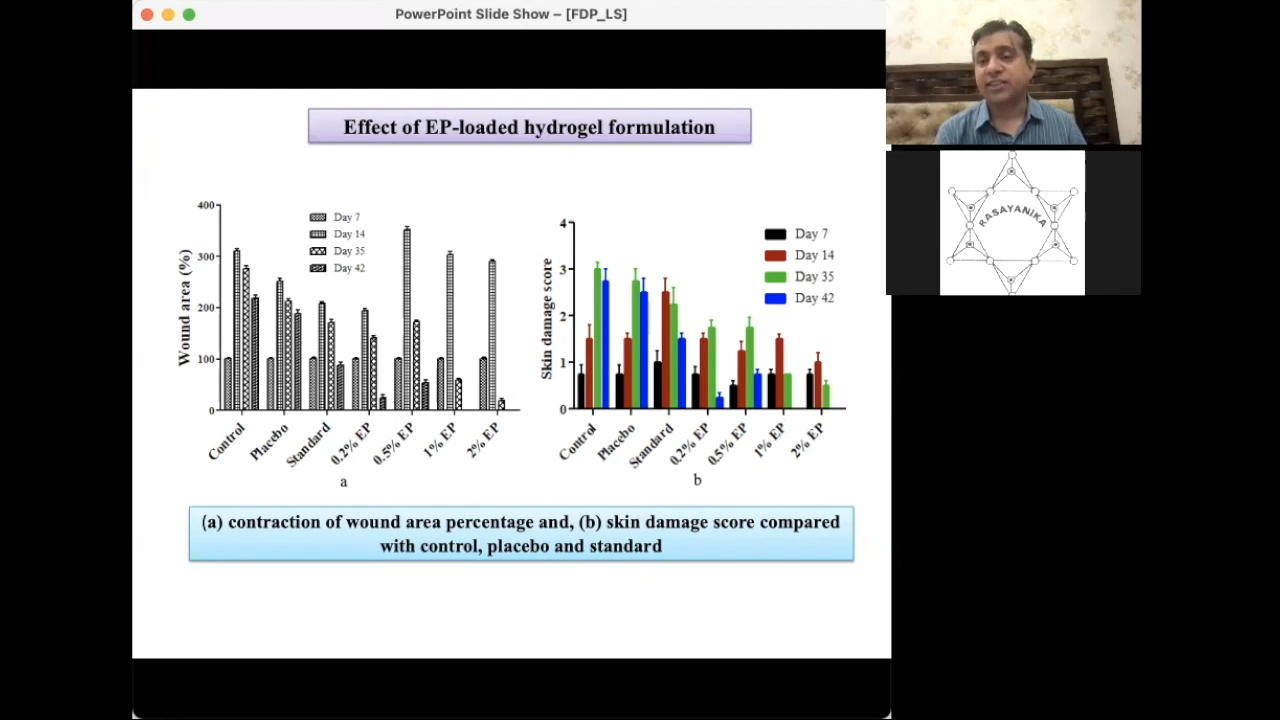 PowerPoint Slide Show – [FDP_LS]
Effect of EP-loaded hydrogel formulation
Wound area (%)
400
300
200
100
0
Day 7
Day 14
Day 35
Day 42
Control
Placebo
Standard
0.2% EP
0.5% EP
1% EP
2% EP
a
Skin damage score
4
3
2
1
0
Day 7
Day 14
Day 35
Day 42
Control
Placebo
Standard
0.2% EP
0.5% EP
1% EP
2% EP
b
(a) contraction of wound area percentage and, (b) skin damage score compared
with control, placebo and standard
RASAYANIKA